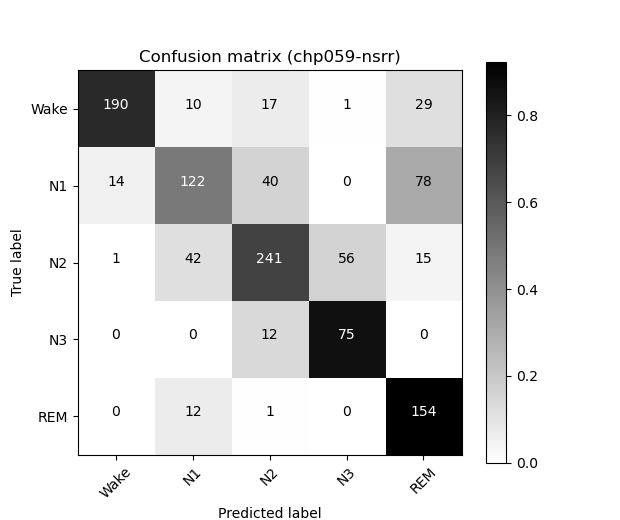 Confusion matrix (chp059-nsrr)
True label
Wake 190 10 17 1 29
N1 14 122 40 0 78
N2 1 42 241 56 15
N3 0 0 12 75 0
REM 0 12 1 0 154
Wake N1 N2 N3 REM
Predicted label
0.8
0.6
0.4
0.2
0.0